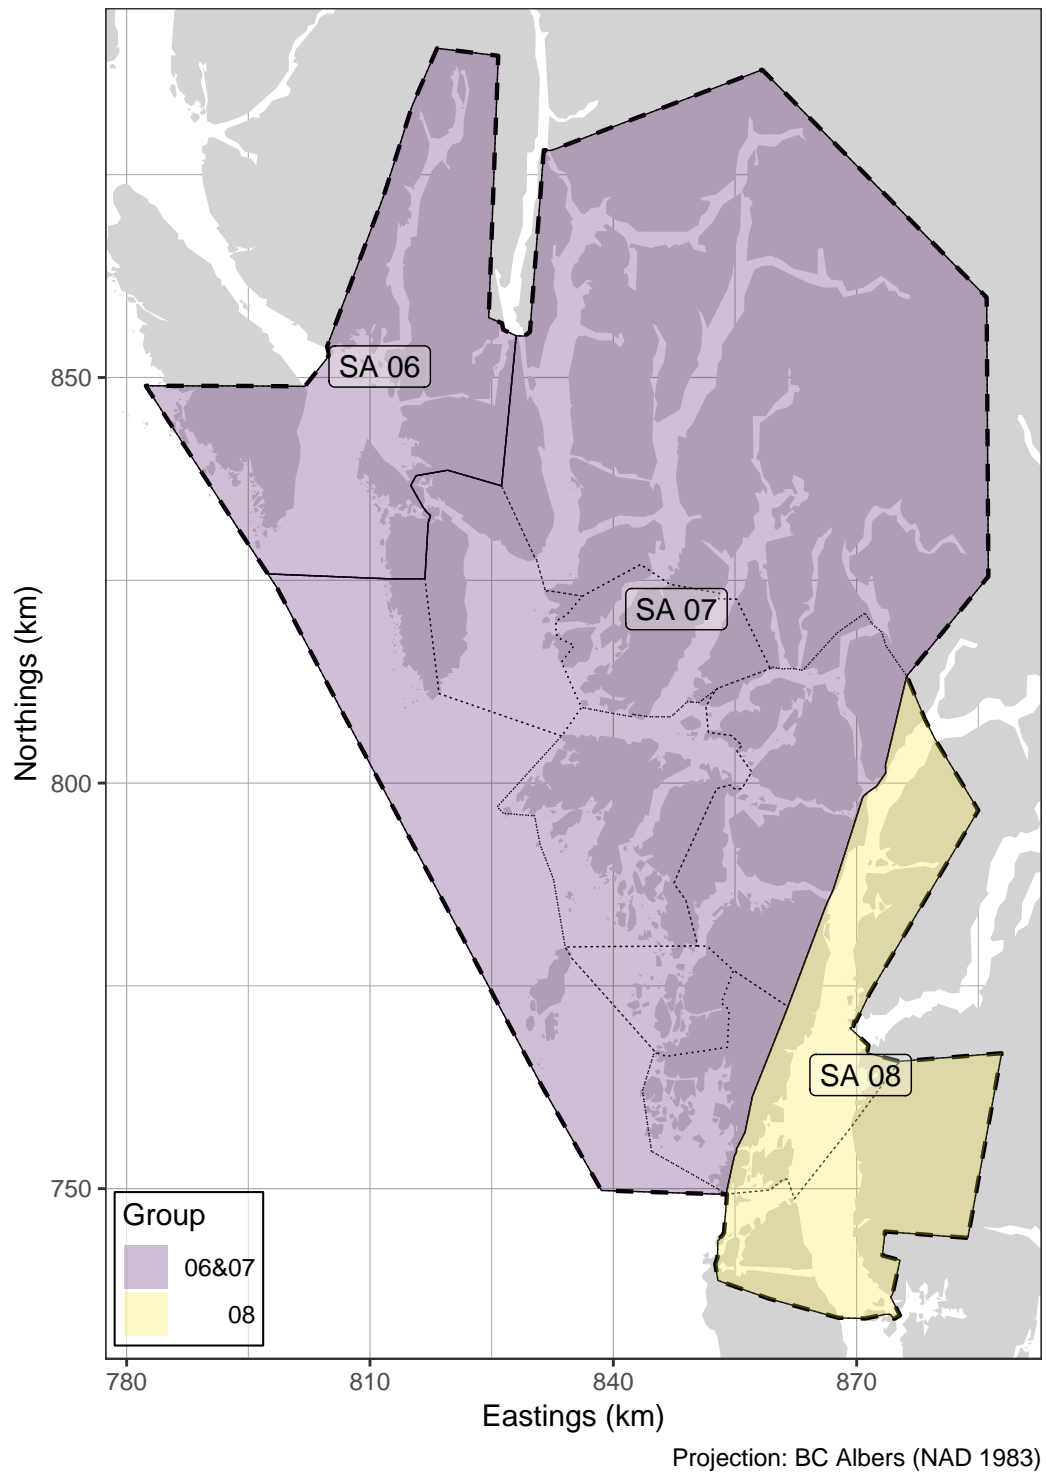 SA 06
850
SA 07
Northings (km)
800
SA 08
750
Group
06&07
08
780 810 840 870
Eastings (km)
Projection: BC Albers (NAD 1983)